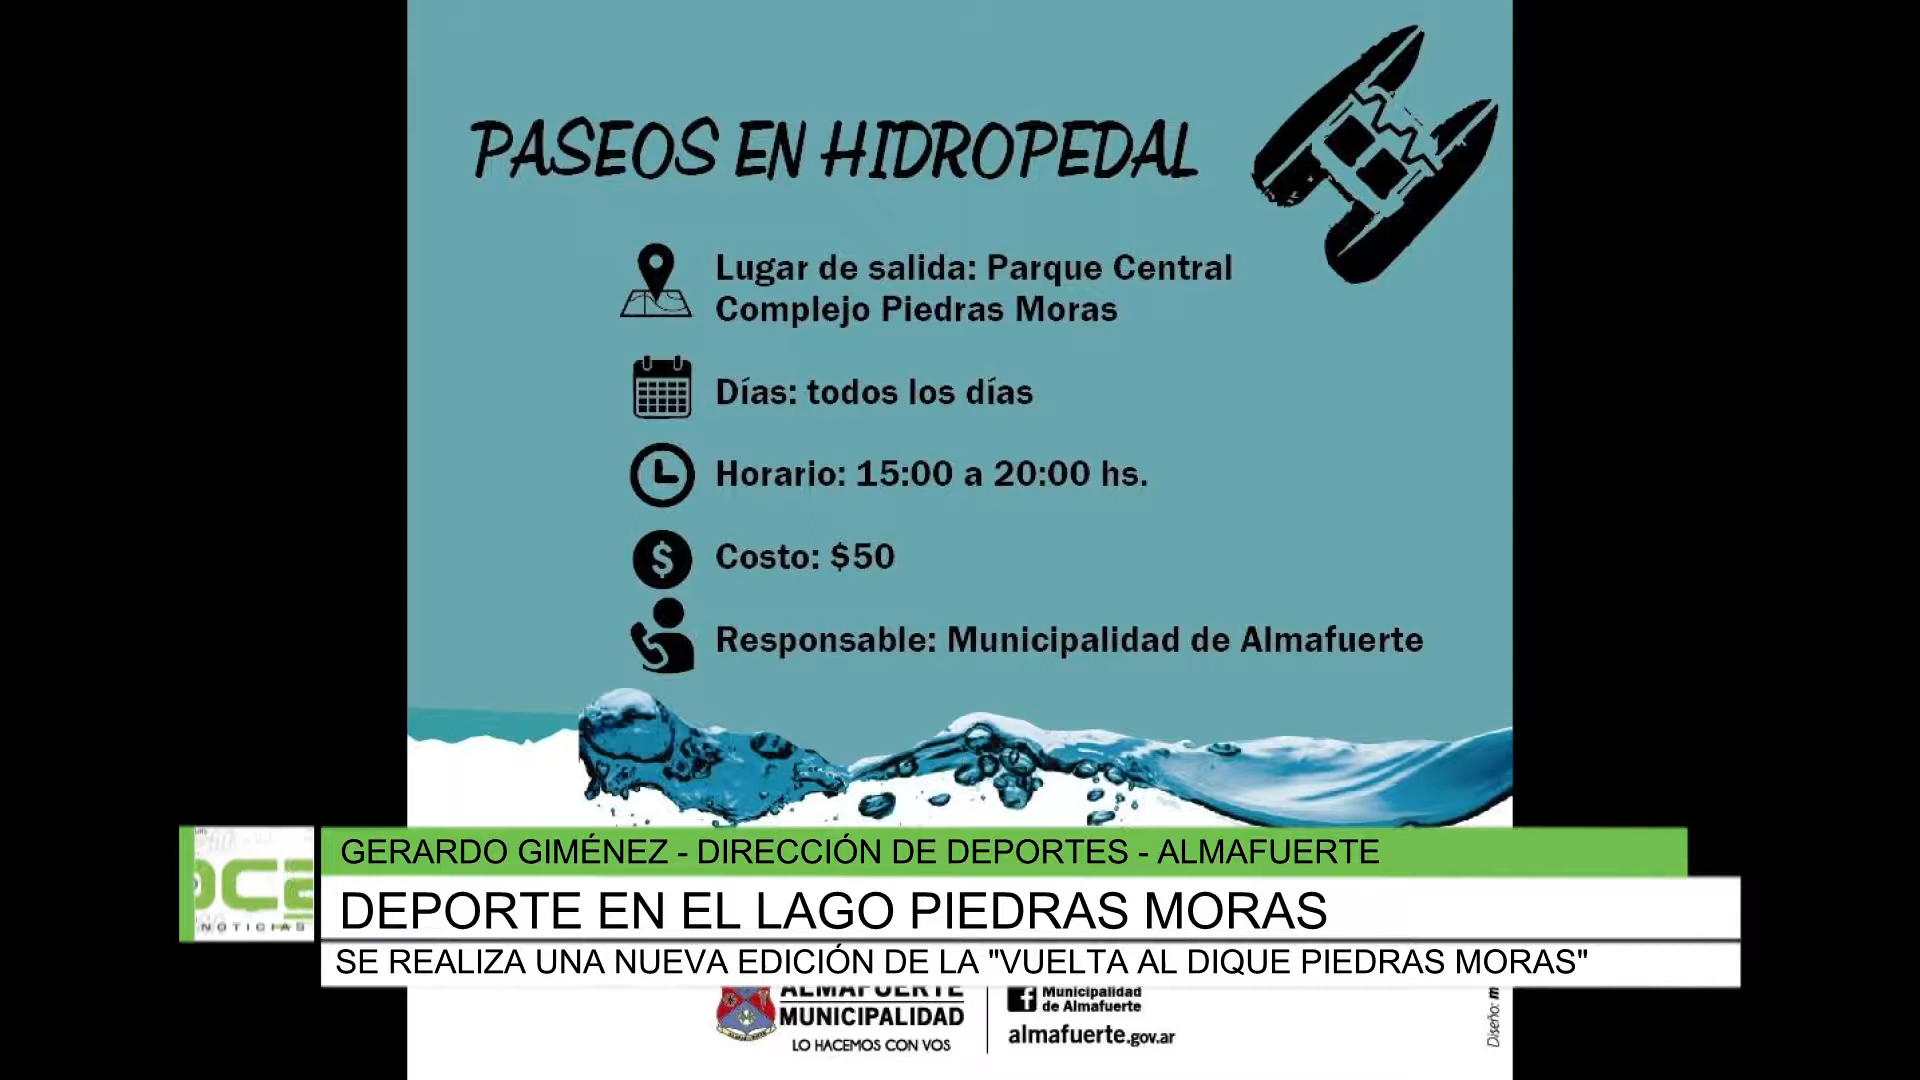 PASEOS EN HIDROPEDAL
Lugar de salida: Parque Central
Complejo Piedras Moras
Días: todos los días
Horario: 15:00 a 20:00 hs.
$
Costo: $50
Responsable: Municipalidad de Almafuerte
GERARDO GIMÉNEZ - DIRECCIÓN DE DEPORTES - ALMAFUERTE
DEPORTE EN EL LAGO PIEDRAS MORAS
NOTICIAS
SE REALIZA UNA NUEVA EDICIÓN DE LA "VUELTA AL DIQUE PIEDRAS MORAS"
ALMAFUERTE
MUNICIPALIDAD
LO HACEMOS CON VOS
Municipalidad
de Almafuerte
almafuerte.gov.ar
Diseño: